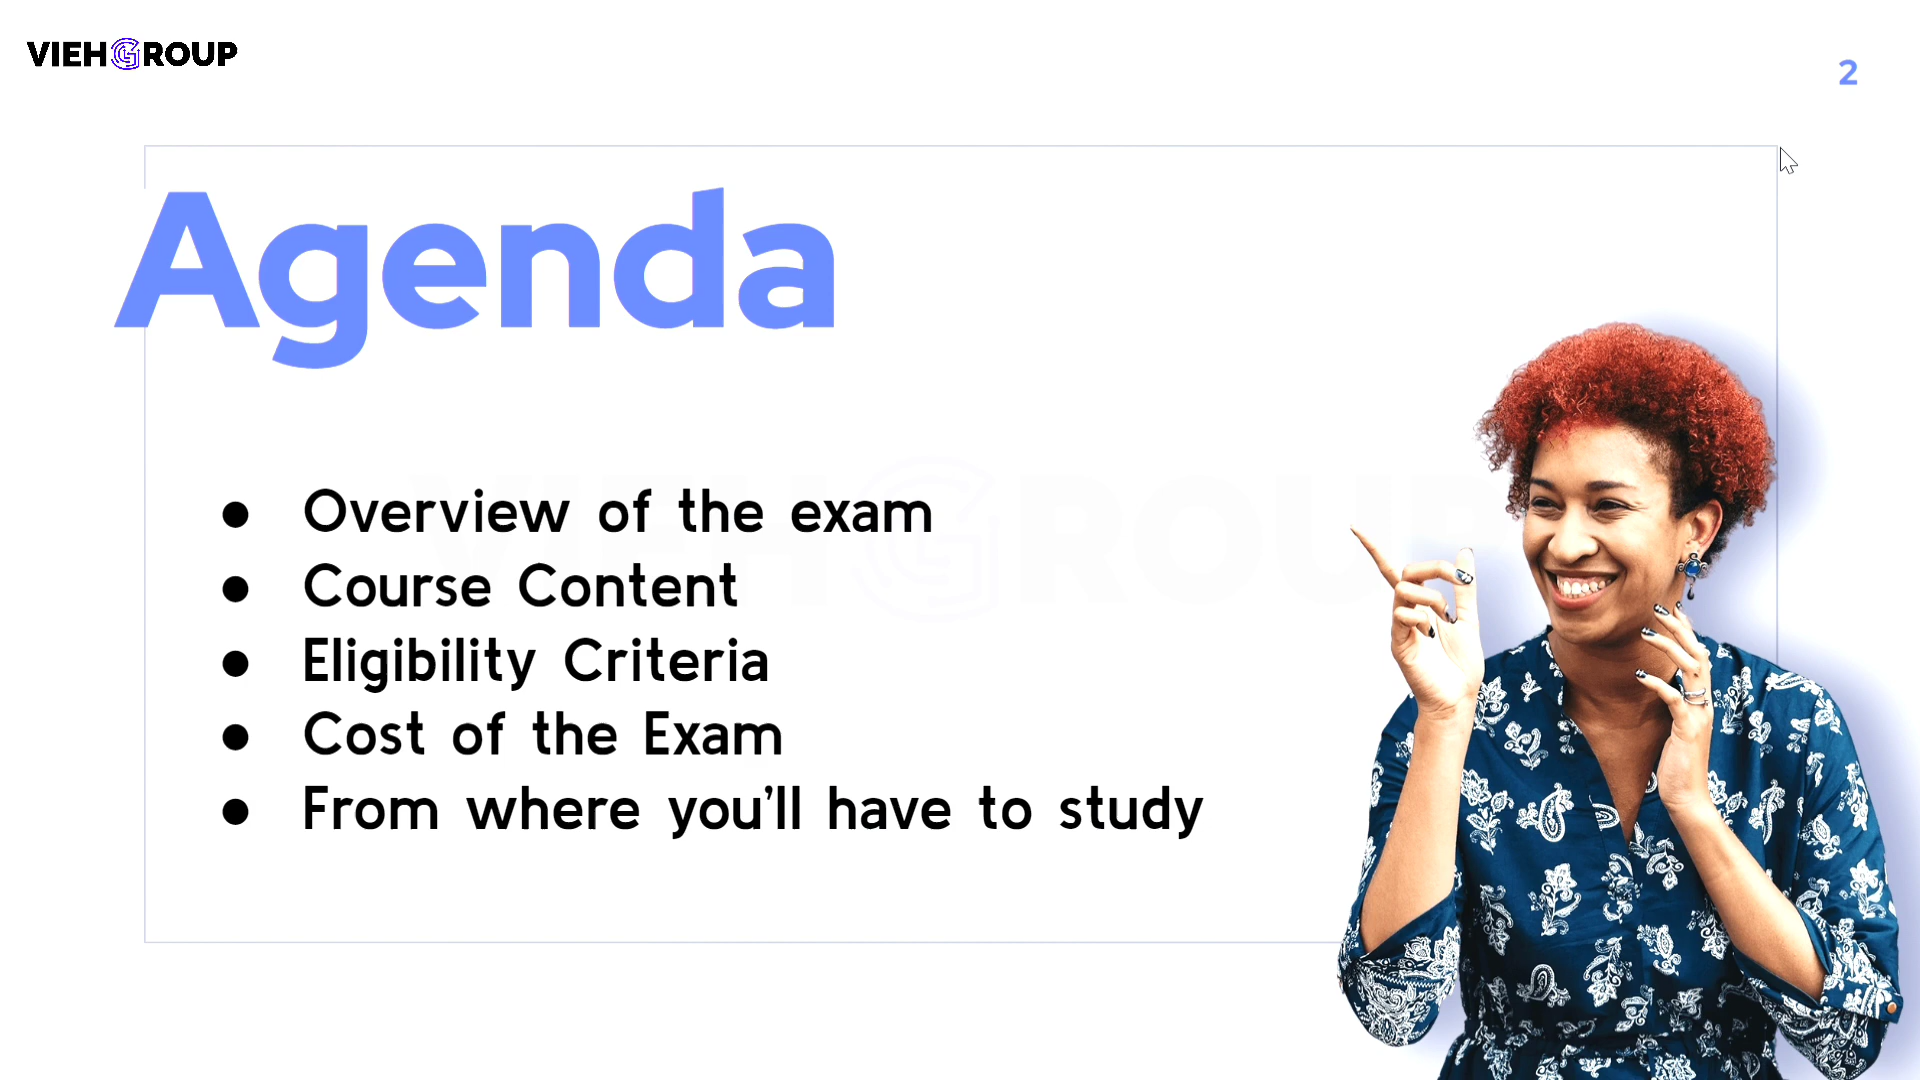 VIEHGROUP
2
Agenda
● Overview of the exam
● Course Content
● Eligibility Criteria
● Cost of the Exam
● From where you'll have to study
VIEHGROUP